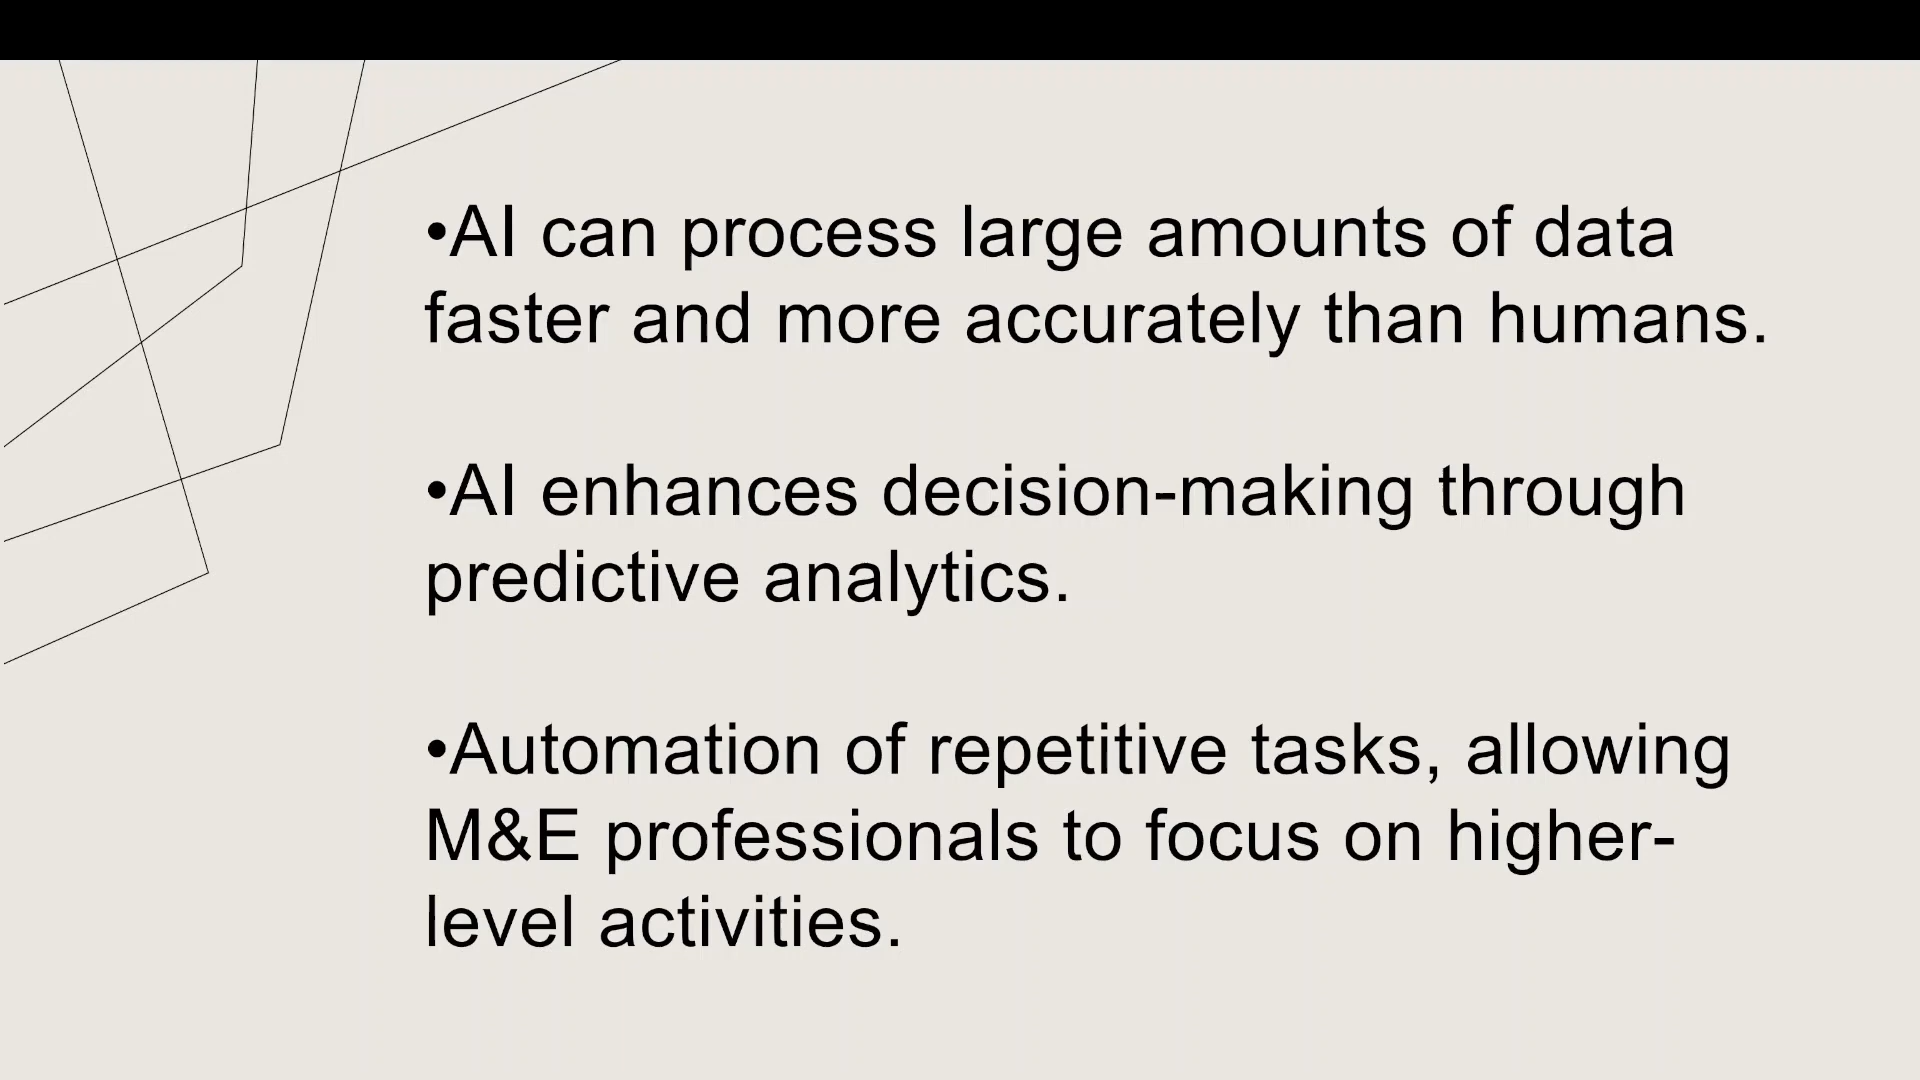 •AI can process large amounts of data
faster and more accurately than humans.
•AI enhances decision-making through
predictive analytics.
•Automation of repetitive tasks, allowing
M&E professionals to focus on higher-
level activities.